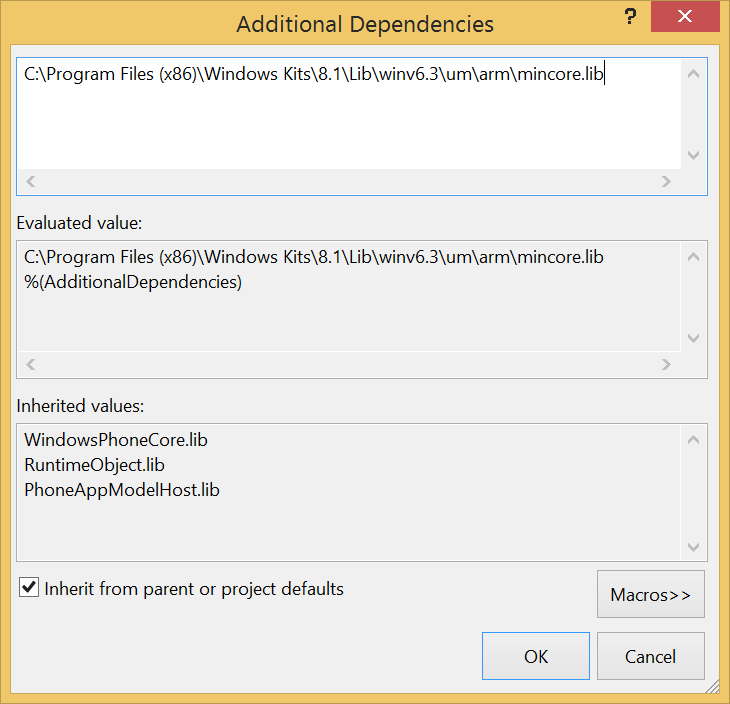 Additional Dependencies
?
C:\Program Files (x86)\Windows Kits\8.1\Lib\winv6.3\um\arm\mincore.lib
Evaluated value:
C:\Program Files (x86)\Windows Kits\8.1\Lib\winv6.3\um\arm\mincore.lib
%(AdditionalDependencies)
Inherited values:
WindowsPhoneCore.lib
RuntimeObject.lib
PhoneAppModelHost.lib
Inherit from parent or project defaults
Macros>>
OK
Cancel